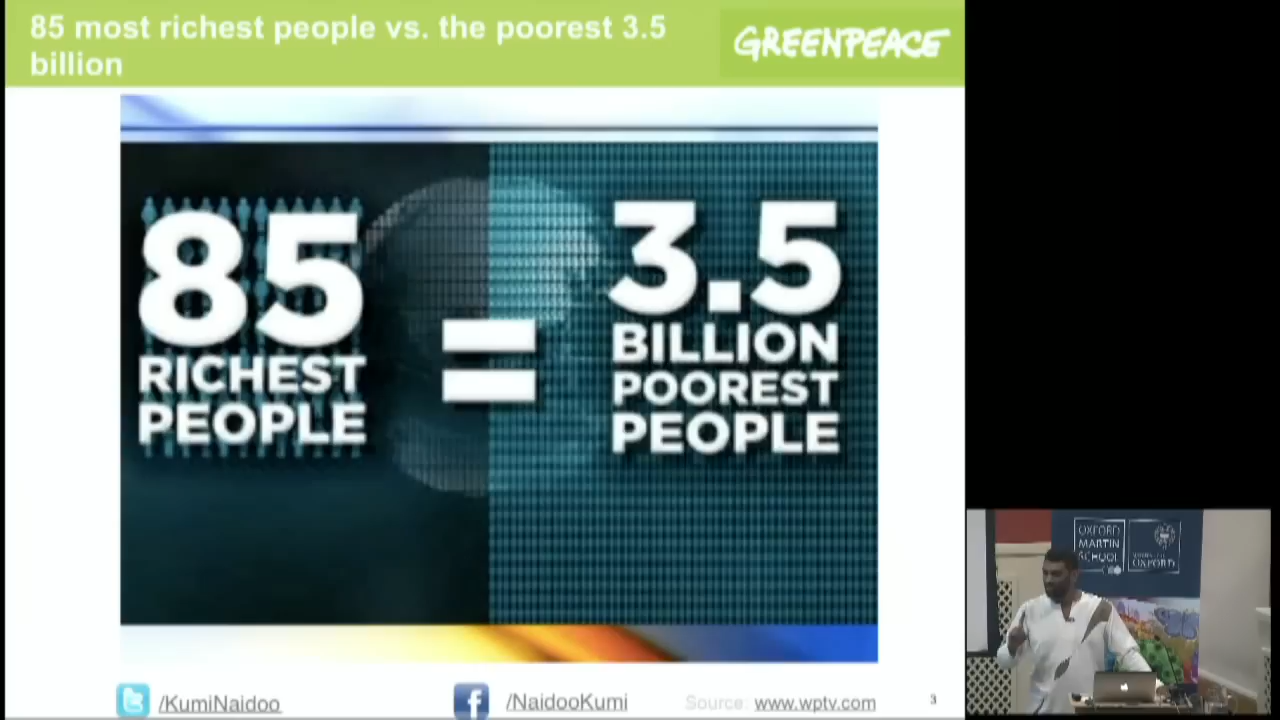 85 most richest people vs. the poorest 3.5
billion
GREENPEACE
85
RICHEST
PEOPLE
=
3.5
BILLION
POOREST
PEOPLE
/KumiNaidoo
/NaidooKumi
Source: www.wptv.com
3
OXFORD
MARTIN
SCHOOL
OXFORD